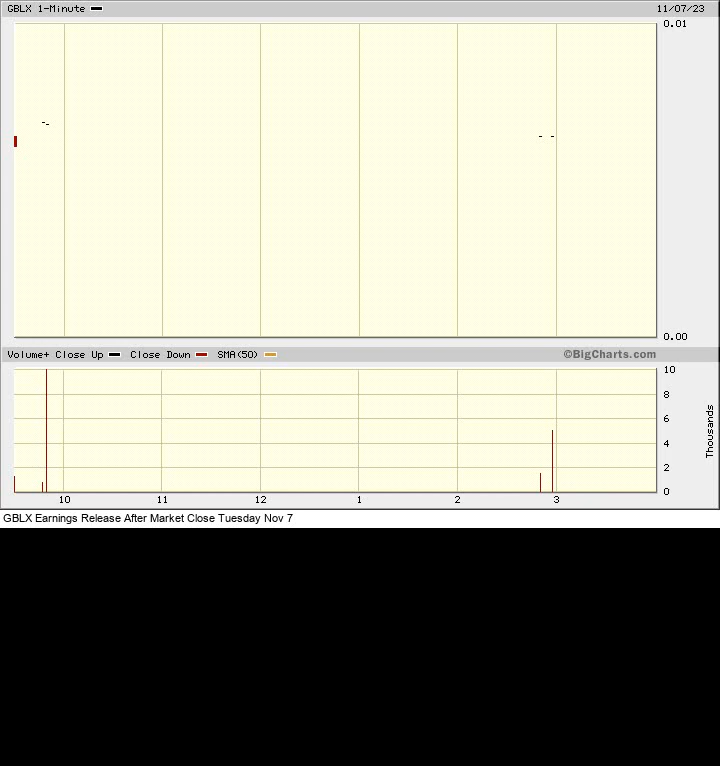 GBLX 1-Minute 11/07/23
0.01
0.00
Volume+ Close Up Close Down SMA(50) ©BigCharts.com
10
8
6
4
2
0
Thousands
10 11 12 1 2 3
GBLX Earnings Release After Market Close Tuesday Nov 7